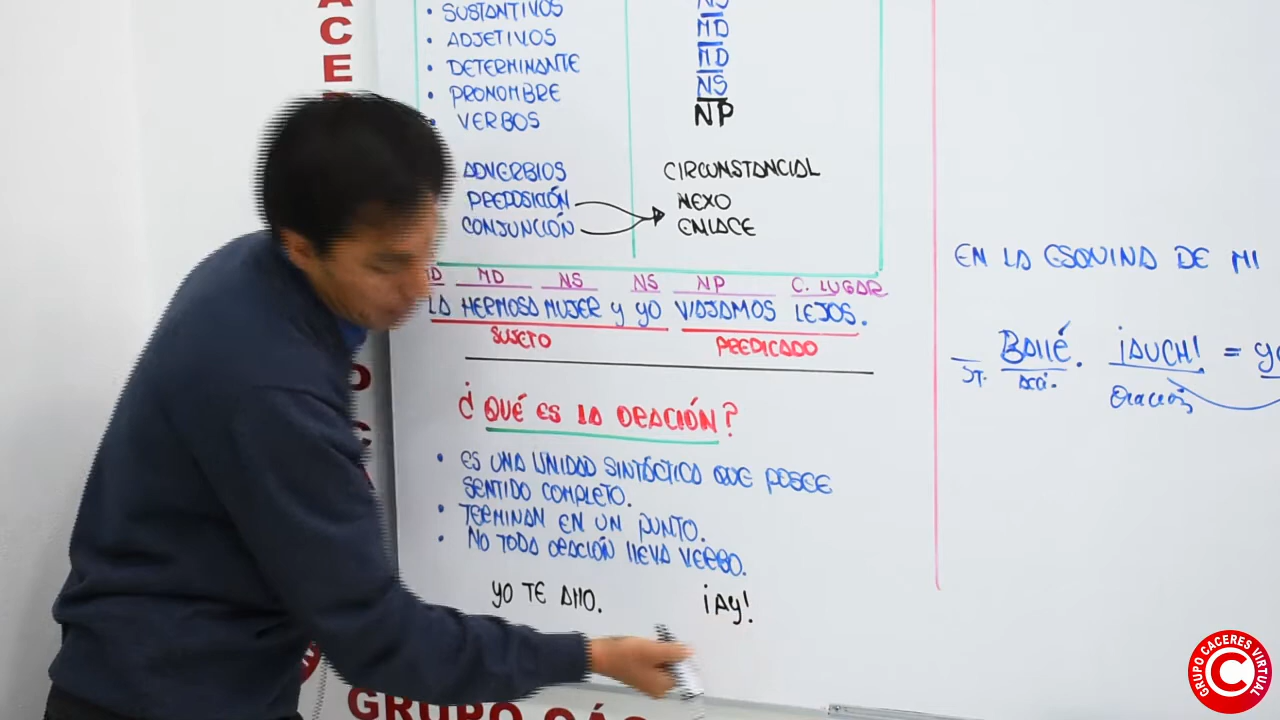 ACE
• SUSTANTIVOS NS
• ADJETIVOS MD
• DETERMINANTE MD
• PRONOMBRE NS
• VERBOS NP
ADVERBIOS CIRCUNSTANCIAL
PREPOSICIÓN NEXO
CONJUNCIÓN ENLACE
MD NS NS NP C. LUGAR
LA HERMOSA MUJER y yo VIAJAMOS LEJOS.
SUJETO PREDICADO
¿QUÉ ES LA ORACIÓN?
• ES UNA UNIDAD SINTÁCTICA QUE POSEE
SENTIDO COMPLETO.
• TERMINAN EN UN PUNTO.
• NO TODA ORACIÓN LLEVA VERBO.
YO TE AMO. ¡AY!
EN LA ESQUINA DE MI
BAILÉ. ¡AUCH! =
Oración
GRUPO CÁC
GRUPO CACERES VIRTUAL
C